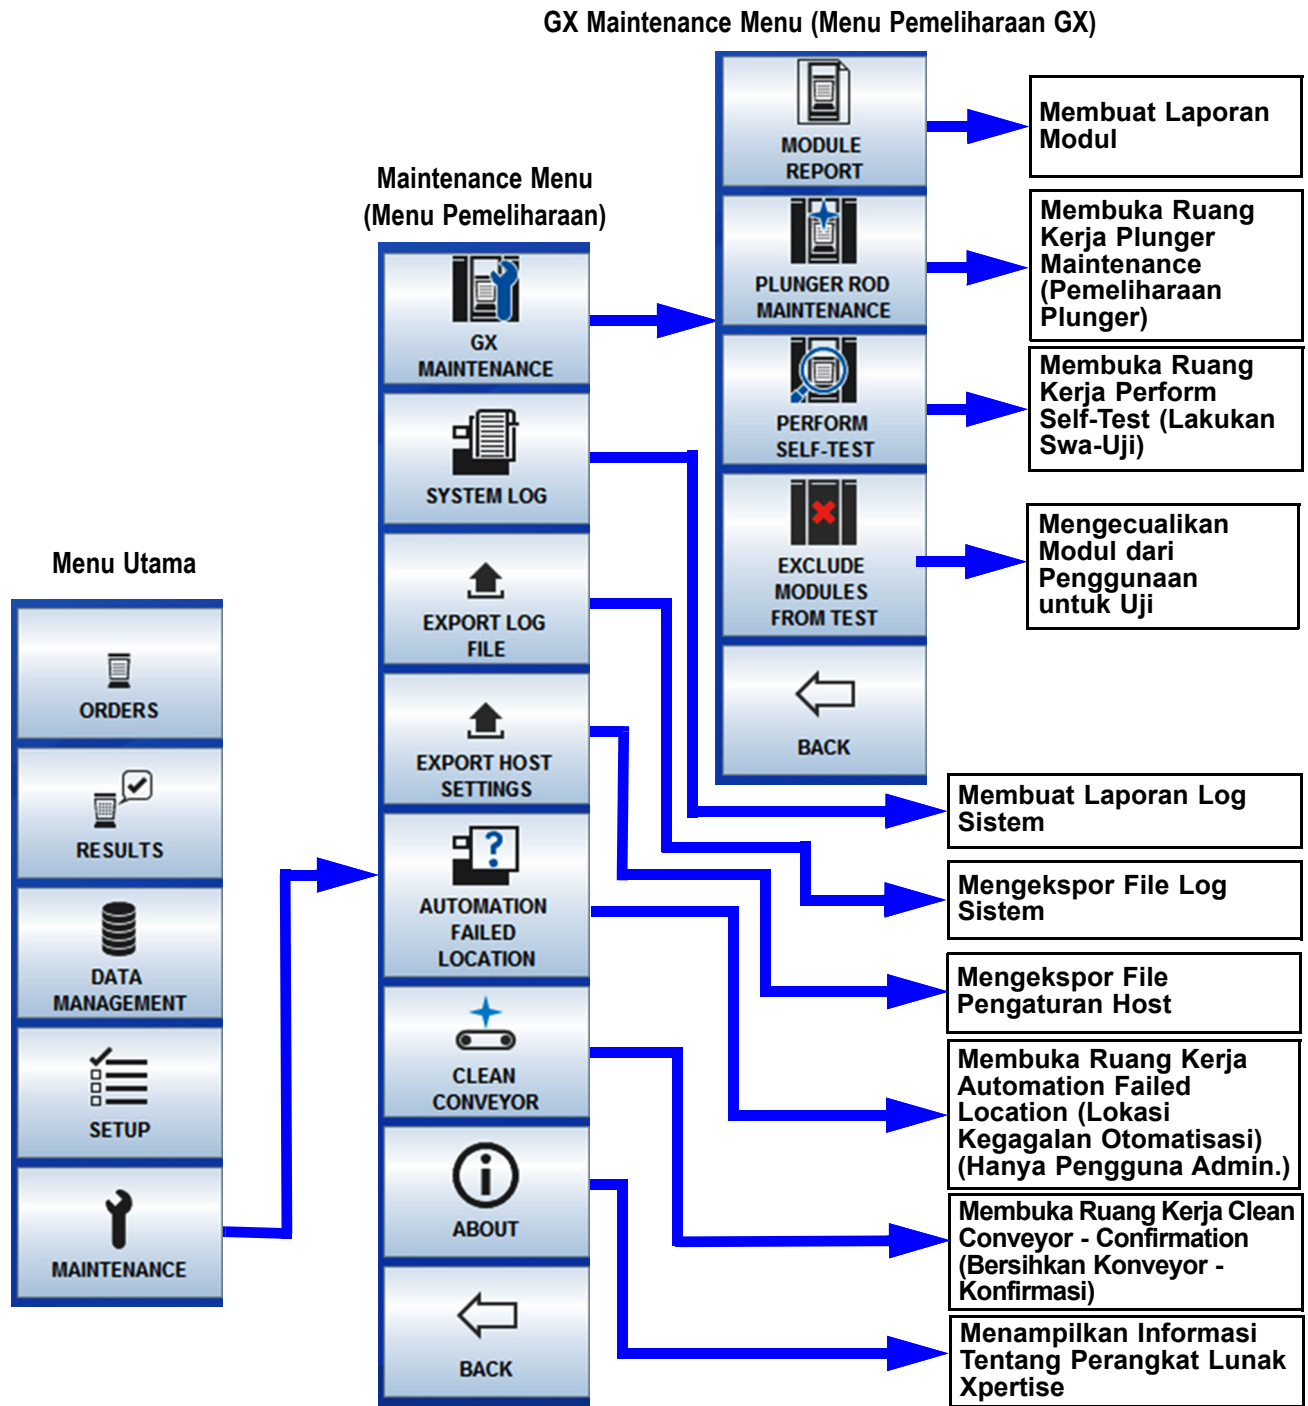 GX Maintenance Menu (Menu Pemeliharaan GX)
MODULE
REPORT
PLUNGER ROD
MAINTENANCE
PERFORM
SELF-TEST
EXCLUDE
MODULES
FROM TEST
BACK
Membuat Laporan
Modul
Membuka Ruang
Kerja Plunger
Maintenance
(Pemeliharaan
Plunger)
Membuka Ruang
Kerja Perform
Self-Test (Lakukan
Swa-Uji)
Mengecualikan
Modul dari
Penggunaan
untuk Uji
Maintenance Menu
(Menu Pemeliharaan)
GX
MAINTENANCE
SYSTEM LOG
EXPORT LOG
FILE
EXPORT HOST
SETTINGS
AUTOMATION
FAILED
LOCATION
CLEAN
CONVEYOR
ABOUT
BACK
Menu Utama
ORDERS
RESULTS
DATA
MANAGEMENT
SETUP
MAINTENANCE
Membuat Laporan Log
Sistem
Mengekspor File Log
Sistem
Mengekspor File
Pengaturan Host
Membuka Ruang Kerja
Automation Failed
Location (Lokasi
Kegagalan Otomatisasi)
(Hanya Pengguna Admin.)
Membuka Ruang Kerja Clean
Conveyor - Confirmation
(Bersihkan Konveyor -
Konfirmasi)
Menampilkan Informasi
Tentang Perangkat Lunak
Xpertise